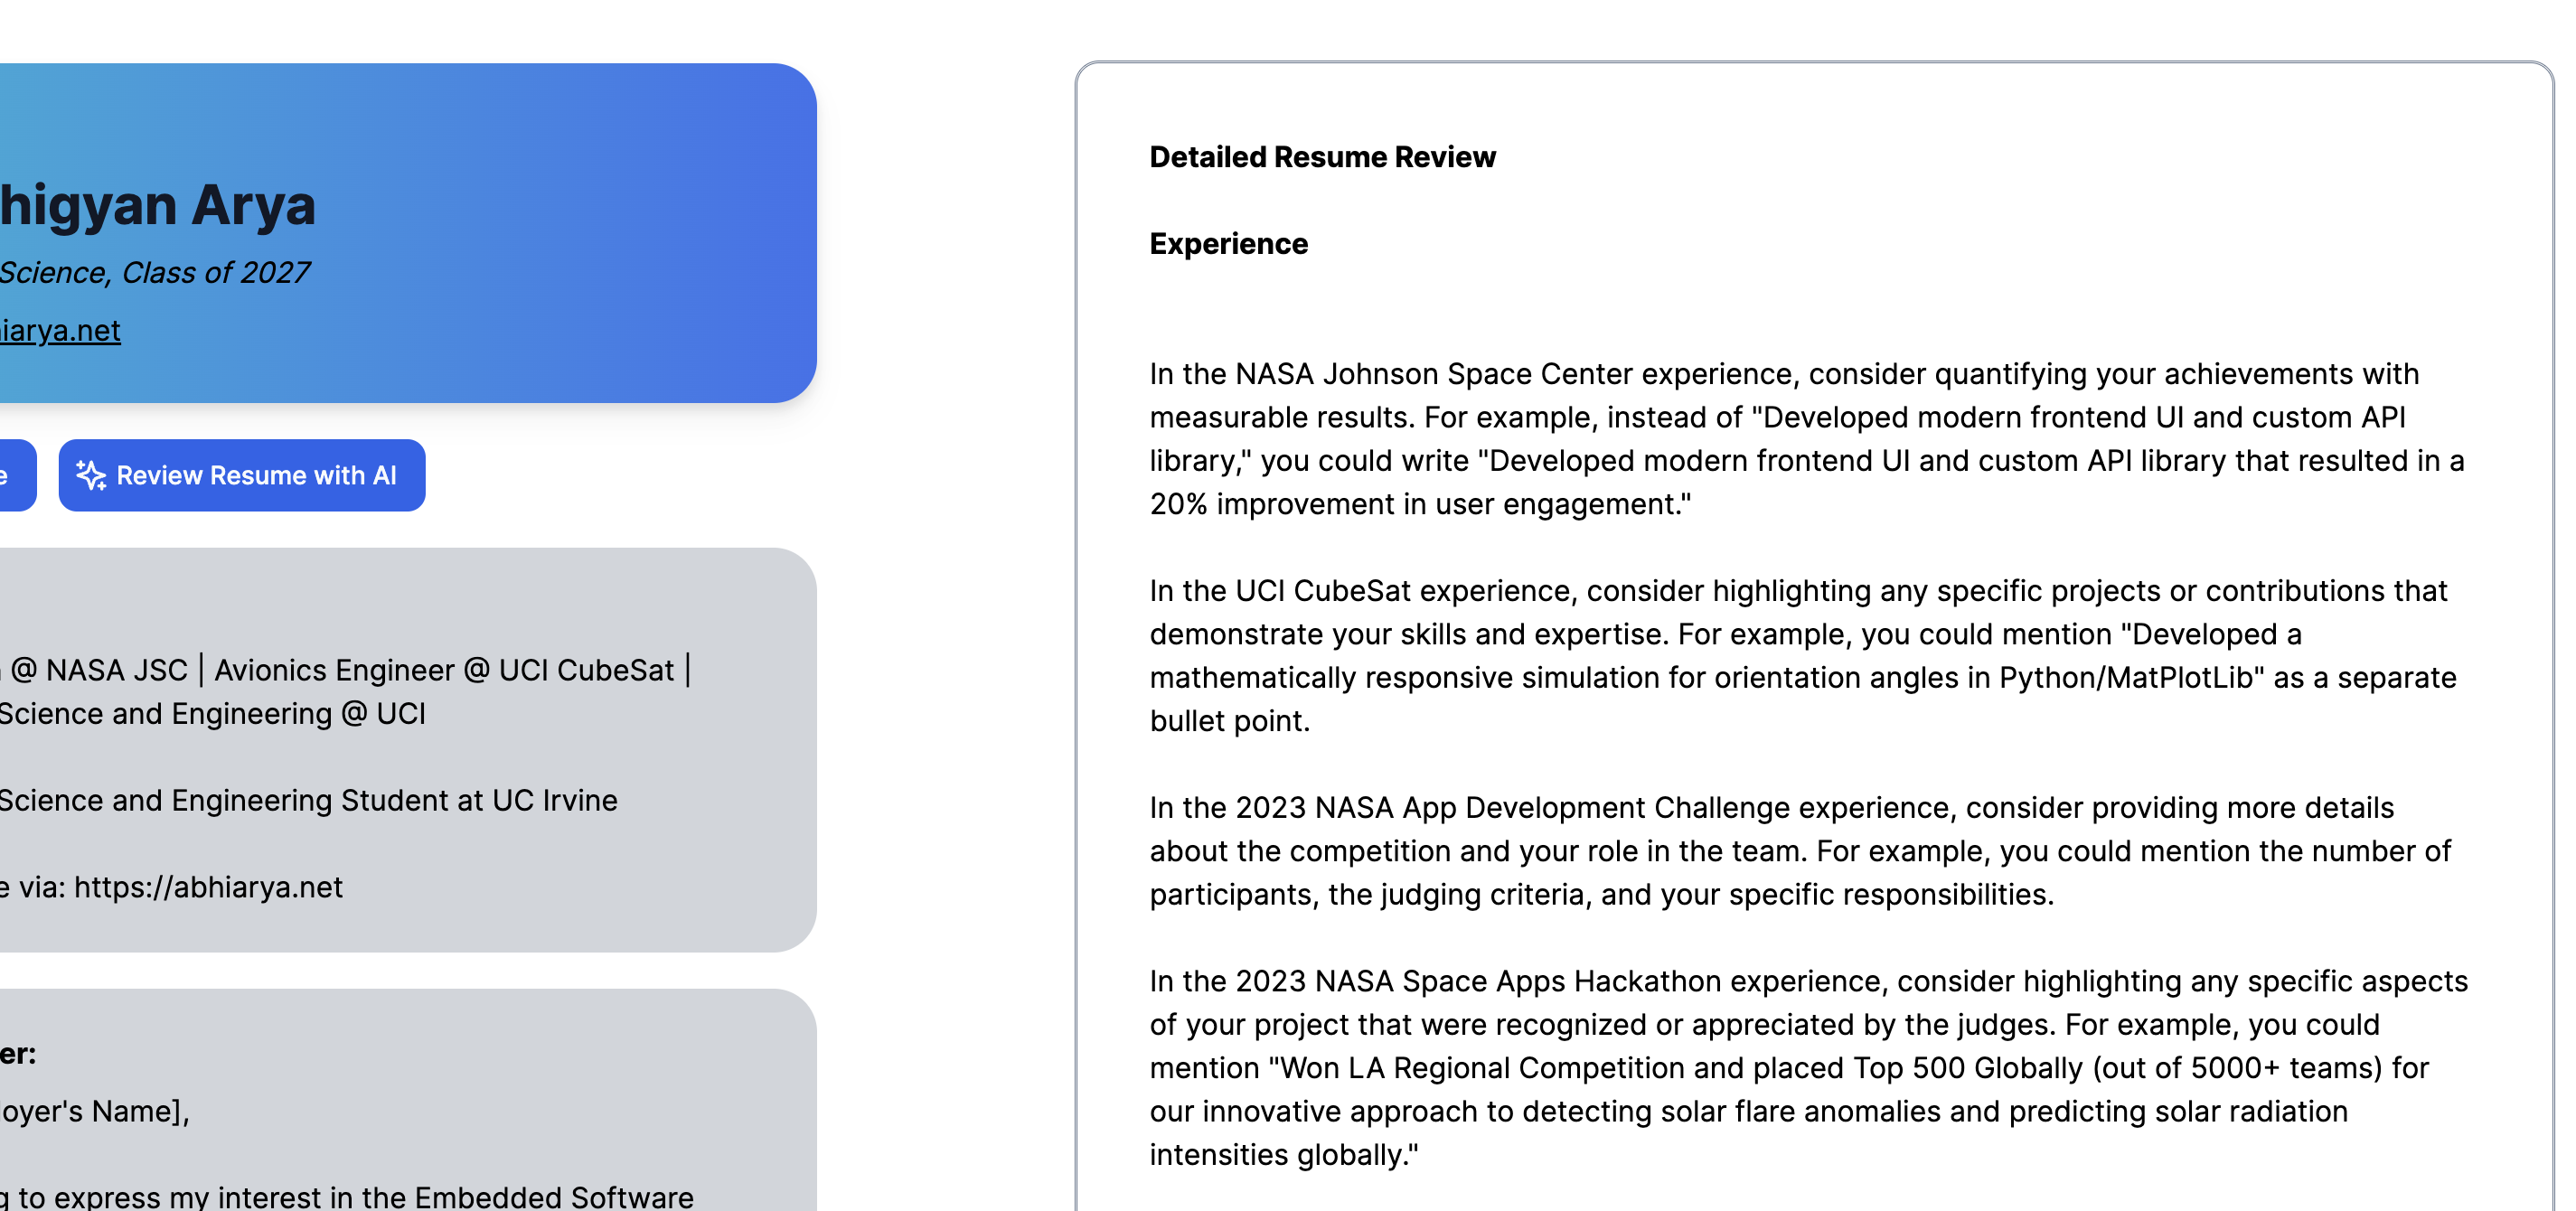 higyan Arya
Science, Class of 2027
iarya.net
e
Review Resume with AI
@ NASA JSC | Avionics Engineer @ UCI CubeSat |
Science and Engineering @ UCI
Science and Engineering Student at UC Irvine
e via: https://abhiarya.net
er:
loyer's Name],
g to express my interest in the Embedded Software
Detailed Resume Review
Experience
In the NASA Johnson Space Center experience, consider quantifying your achievements with
measurable results. For example, instead of "Developed modern frontend UI and custom API
library," you could write "Developed modern frontend UI and custom API library that resulted in a
20% improvement in user engagement."
In the UCI CubeSat experience, consider highlighting any specific projects or contributions that
demonstrate your skills and expertise. For example, you could mention "Developed a
mathematically responsive simulation for orientation angles in Python/MatPlotLib" as a separate
bullet point.
In the 2023 NASA App Development Challenge experience, consider providing more details
about the competition and your role in the team. For example, you could mention the number of
participants, the judging criteria, and your specific responsibilities.
In the 2023 NASA Space Apps Hackathon experience, consider highlighting any specific aspects
of your project that were recognized or appreciated by the judges. For example, you could
mention "Won LA Regional Competition and placed Top 500 Globally (out of 5000+ teams) for
our innovative approach to detecting solar flare anomalies and predicting solar radiation
intensities globally."